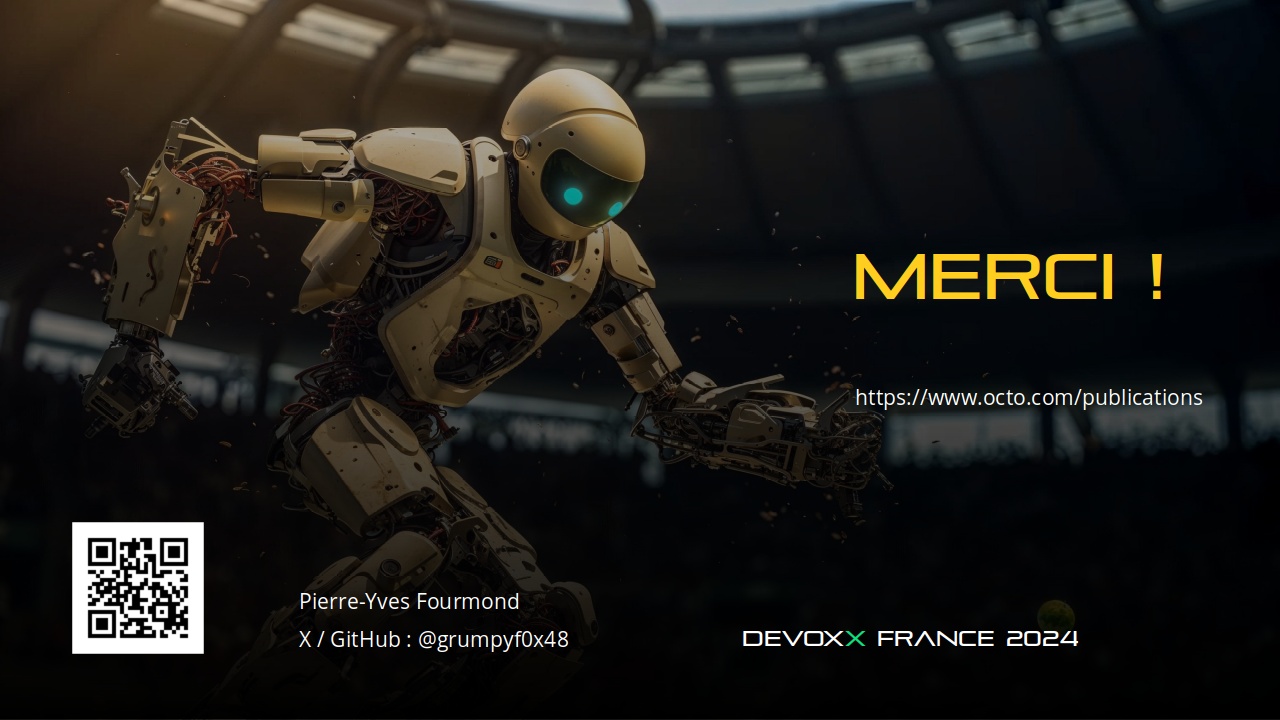 MERCI !
https://www.octo.com/publications
Pierre-Yves Fourmond
X / GitHub : @grumpyf0x48
DEVOXX FRANCE 2024